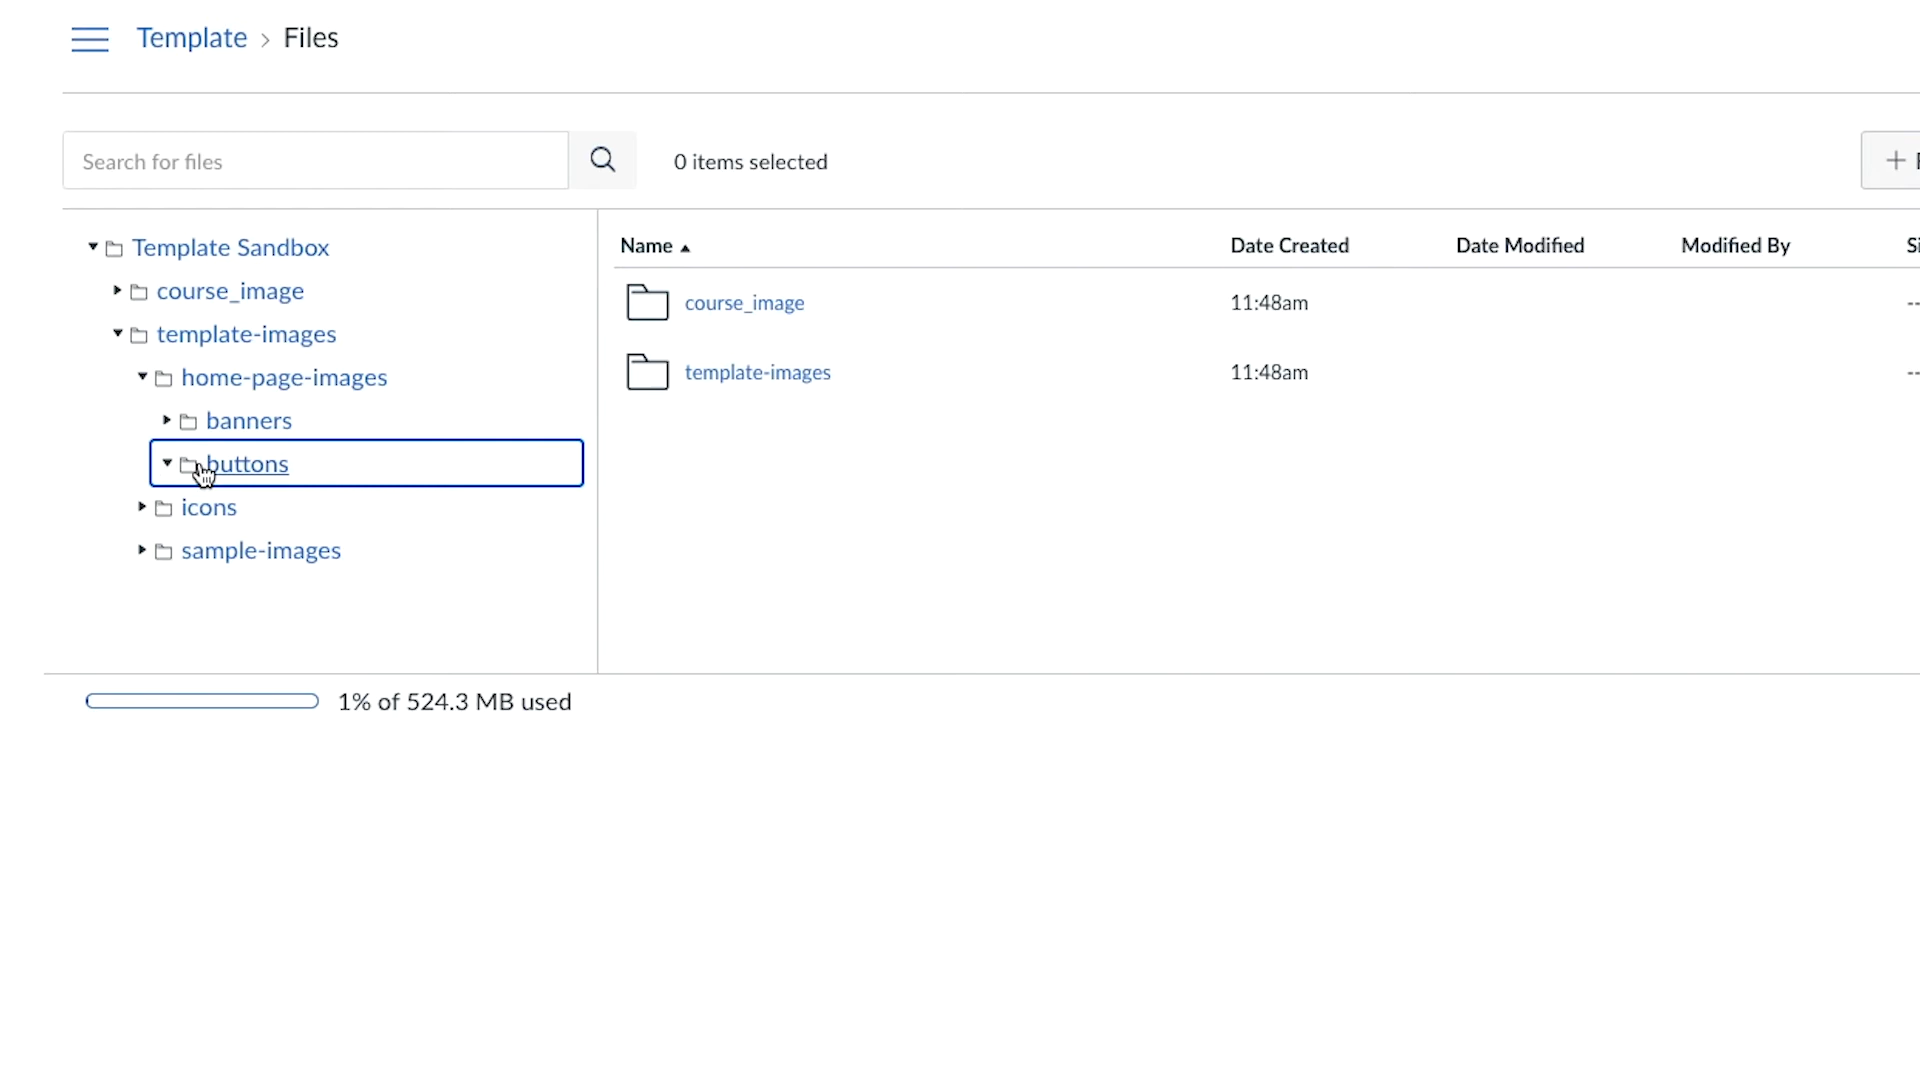 Template > Files
Search for files
0 items selected
+
Template Sandbox
course_image
template-images
home-page-images
banners
buttons
icons
sample-images
Name Date Created Date Modified Modified By
course_image 11:48am --
template-images 11:48am --
1% of 524.3 MB used